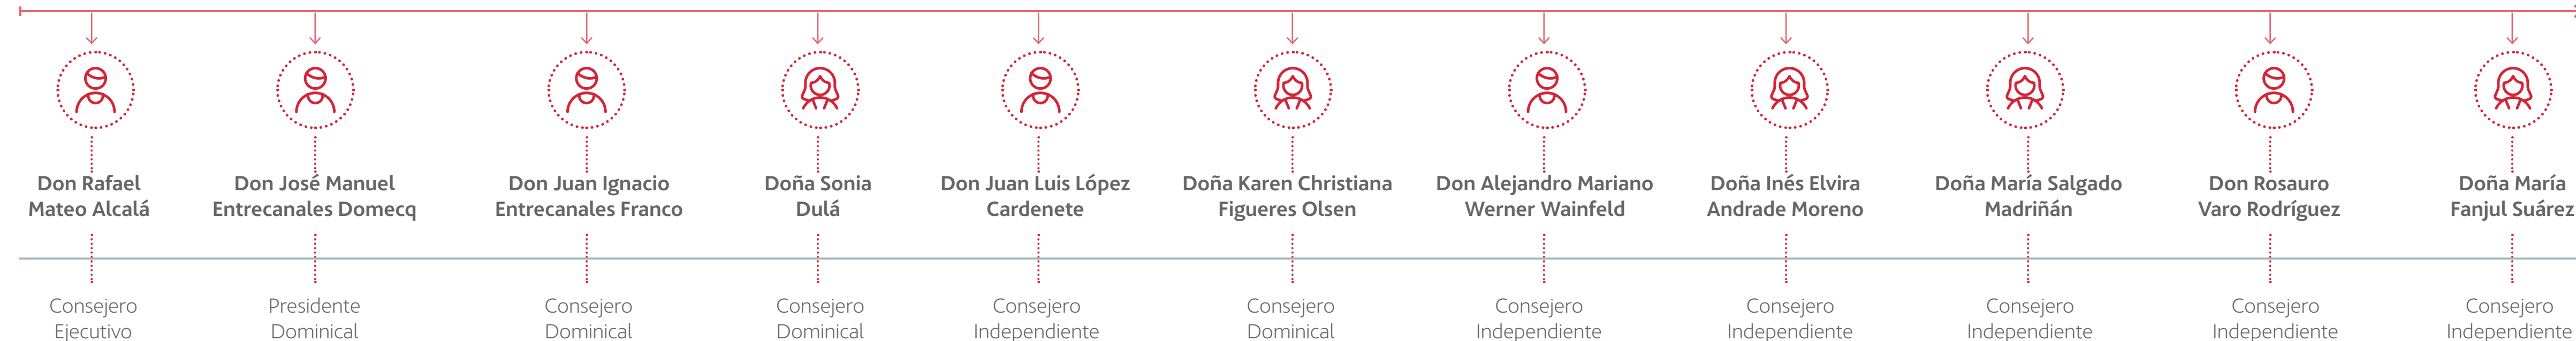 Don Rafael
Mateo Alcalá
Consejero
Ejecutivo
Don José Manuel
Entrecanales Domecq
Presidente
Dominical
Don Juan Ignacio
Entrecanales Franco
Consejero
Dominical
Doña Sonia
Dulá
Consejero
Dominical
Don Juan Luis López
Cardenete
Consejero
Independiente
Doña Karen Christiana
Figueres Olsen
Consejero
Dominical
Don Alejandro Mariano
Werner Wainfeld
Consejero
Independiente
Doña Inés Elvira
Andrade Moreno
Consejero
Independiente
Doña María Salgado
Madriñán
Consejero
Independiente
Don Rosauro
Varo Rodríguez
Consejero
Independiente
Doña María
Fanjul Suárez
Consejero
Independiente